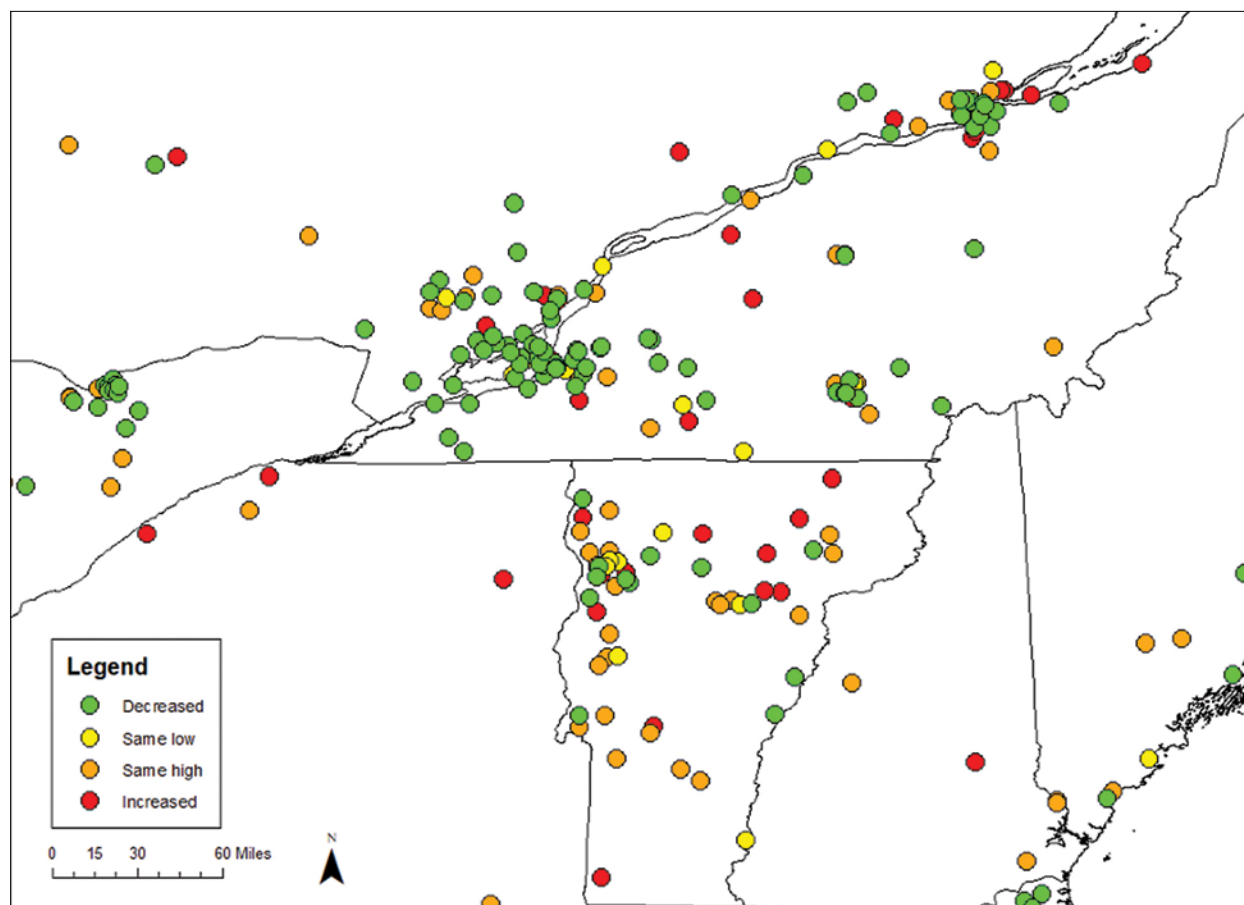 Legend
Decreased
Same low
Same high
Increased
0 15 30 60 Miles
N